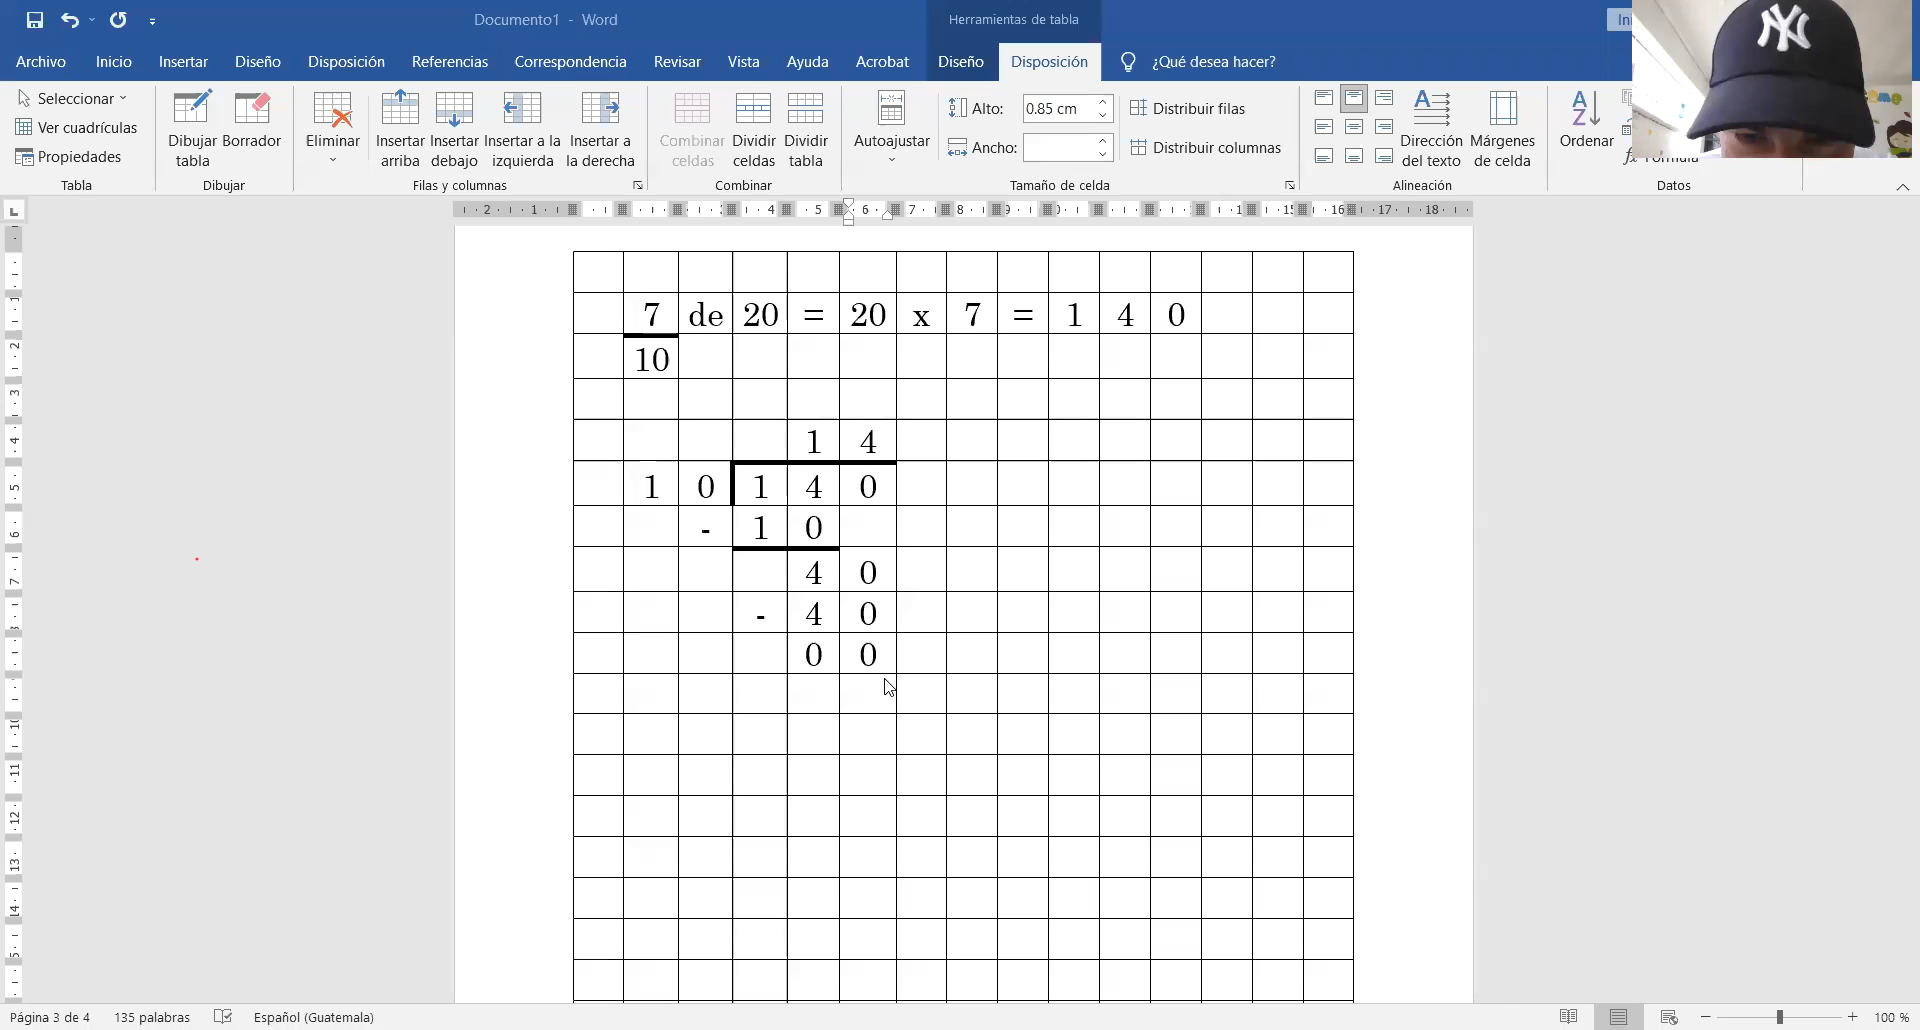 Documento1 - Word
Herramientas de tabla
Archivo Inicio Insertar Diseño Disposición Referencias Correspondencia Revisar Vista Ayuda Acrobat Diseño Disposición ¿Qué desea hacer?
Seleccionar
Ver cuadrículas
Propiedades
Tabla
Dibujar tabla
Borrador
Dibujar
Eliminar
Insertar arriba
Insertar debajo
Insertar a la izquierda
Insertar a la derecha
Filas y columnas
Combinar celdas
Dividir celdas
Dividir tabla
Combinar
Autoajustar
Alto: 0.85 cm
Ancho:
Distribuir filas
Distribuir columnas
Tamaño de celda
Dirección del texto
Márgenes de celda
Alineación
Ordenar
Datos
NY
7 de 20 = 20 x 7 = 1 4 0
10
1 4
1 0 1 4 0
- 1 0
4 0
- 4 0
0 0
Página 3 de 4 135 palabras Español (Guatemala) 100 %